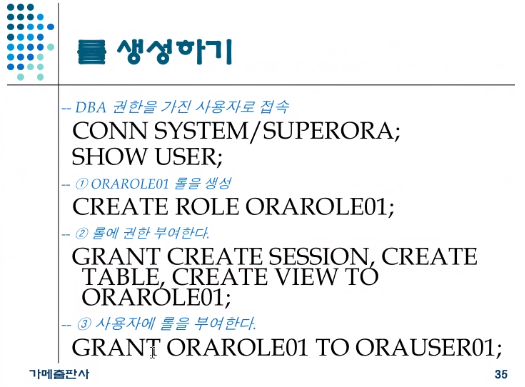 롤 생성하기
-- DBA 권한을 가진 사용자로 접속
CONN SYSTEM/SUPERORA;
SHOW USER;
-- ① ORAROLE01 롤을 생성
CREATE ROLE ORAROLE01;
-- ② 롤에 권한 부여한다.
GRANT CREATE SESSION, CREATE
TABLE, CREATE VIEW TO
ORAROLE01;
-- ③ 사용자에 롤을 부여한다.
GRANT ORAROLE01 TO ORAUSER01;
가메출판사
35